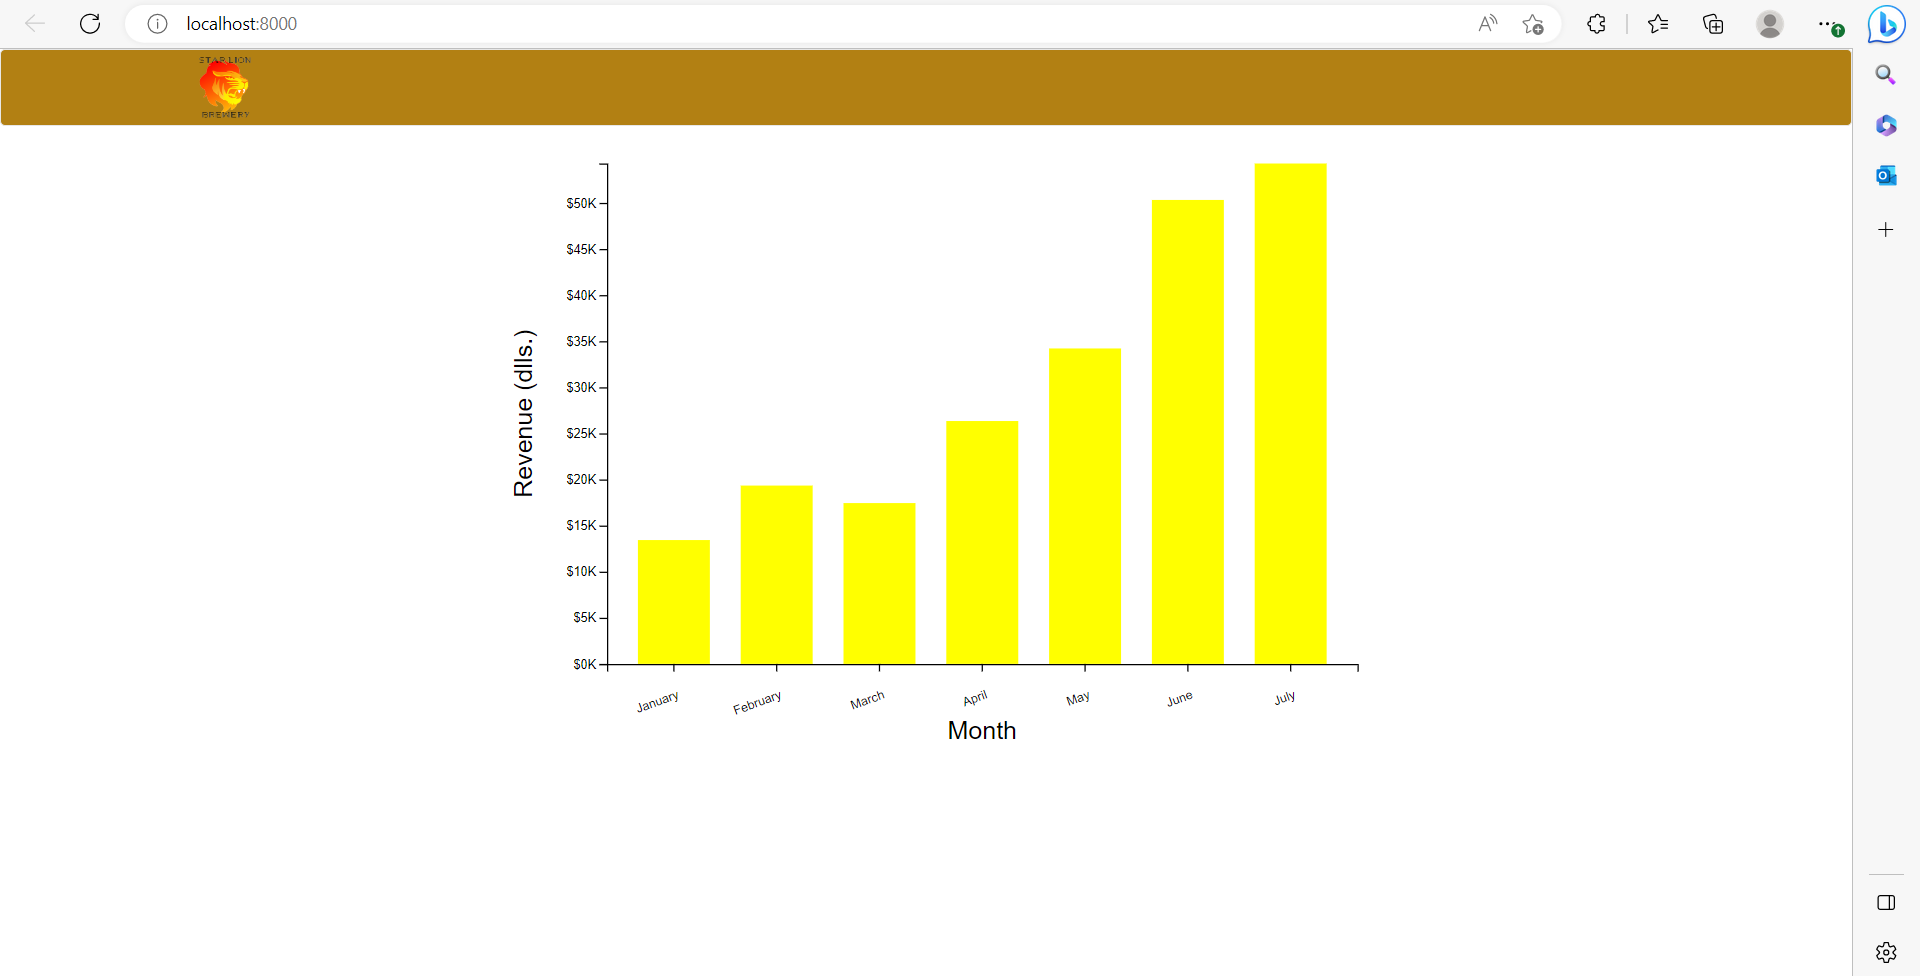 localhost:8000
STAR LION
BREWERY
$50K
$45K
$40K
$35K
$30K
$25K
$20K
$15K
$10K
$5K
$0K
Revenue (dlls.)
January
February
March
April
May
June
July
Month